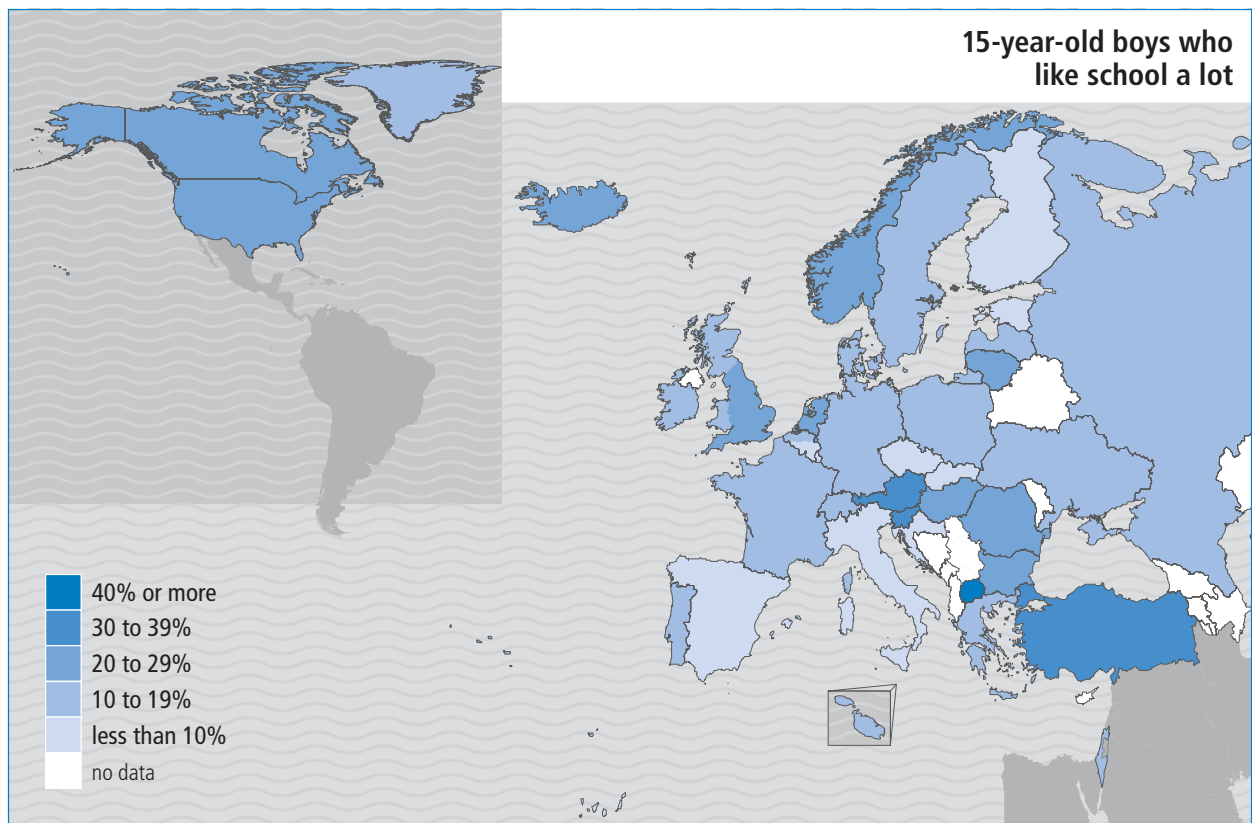 15-year-old boys who
like school a lot
40% or more
30 to 39%
20 to 29%
10 to 19%
less than 10%
no data